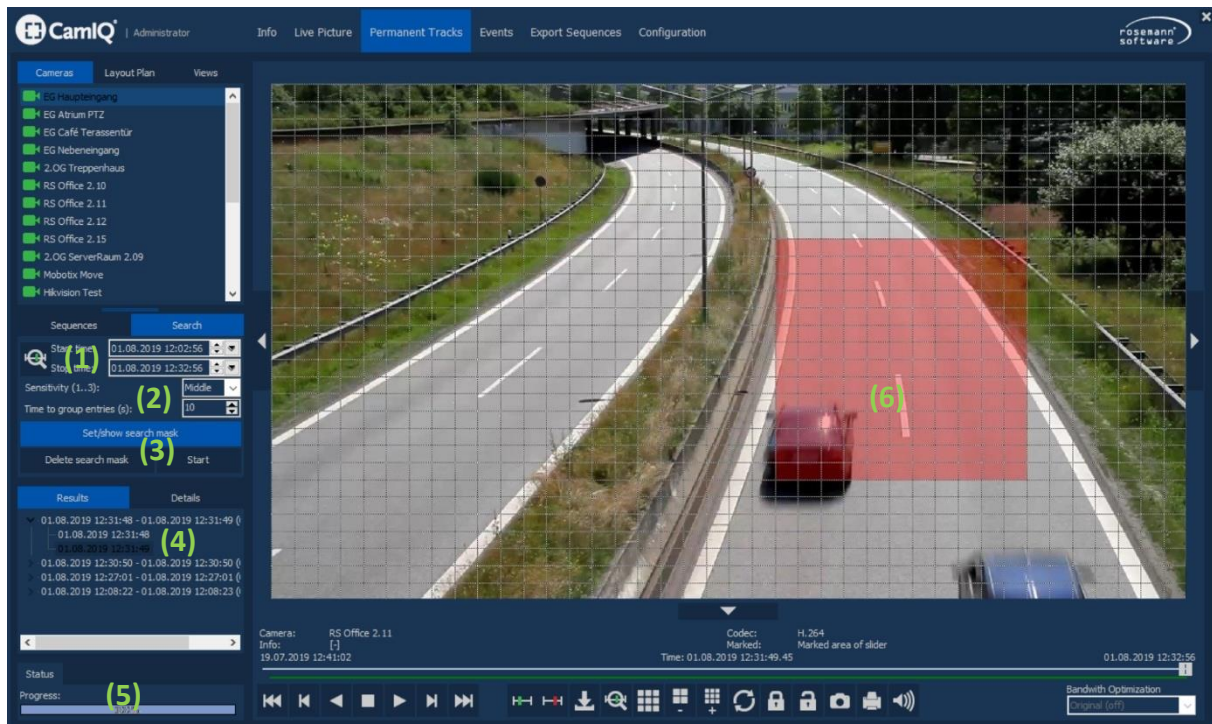 CamIQ | Administrator
Info Live Picture Permanent Tracks Events Export Sequences Configuration
rosemann software
Cameras Layout Plan Views
EG Haupteingang
EG Atrium PTZ
EG Café Terassentür
EG Nebeneingang
2.OG Treppenhaus
RS Office 2.10
RS Office 2.11
RS Office 2.12
RS Office 2.15
2.OG ServerRaum 2.09
Mobotix Move
Hikvision Test
Sequences Search
Start time: 01.08.2019 12:02:56
(1)
Stop time: 01.08.2019 12:32:56
Sensitivity (1..3): Middle
(2)
Time to group entries (s): 10
Set/show search mask
(3)
Delete search mask Start
Results Details
01.08.2019 12:31:48 - 01.08.2019 12:31:49 (
01.08.2019 12:31:48
(4)
01.08.2019 12:31:49
01.08.2019 12:30:50 - 01.08.2019 12:30:50 (
01.08.2019 12:27:01 - 01.08.2019 12:27:01 (
01.08.2019 12:08:22 - 01.08.2019 12:08:23 (
Status
Progress:
(5)
(6)
Camera: RS Office 2.11
Info: [-]
19.07.2019 12:41:02
Codec: H.264
Marked: Marked area of slider
Time: 01.08.2019 12:31:49.45
01.08.2019 12:32:56
Bandwith Optimization
Original (off)